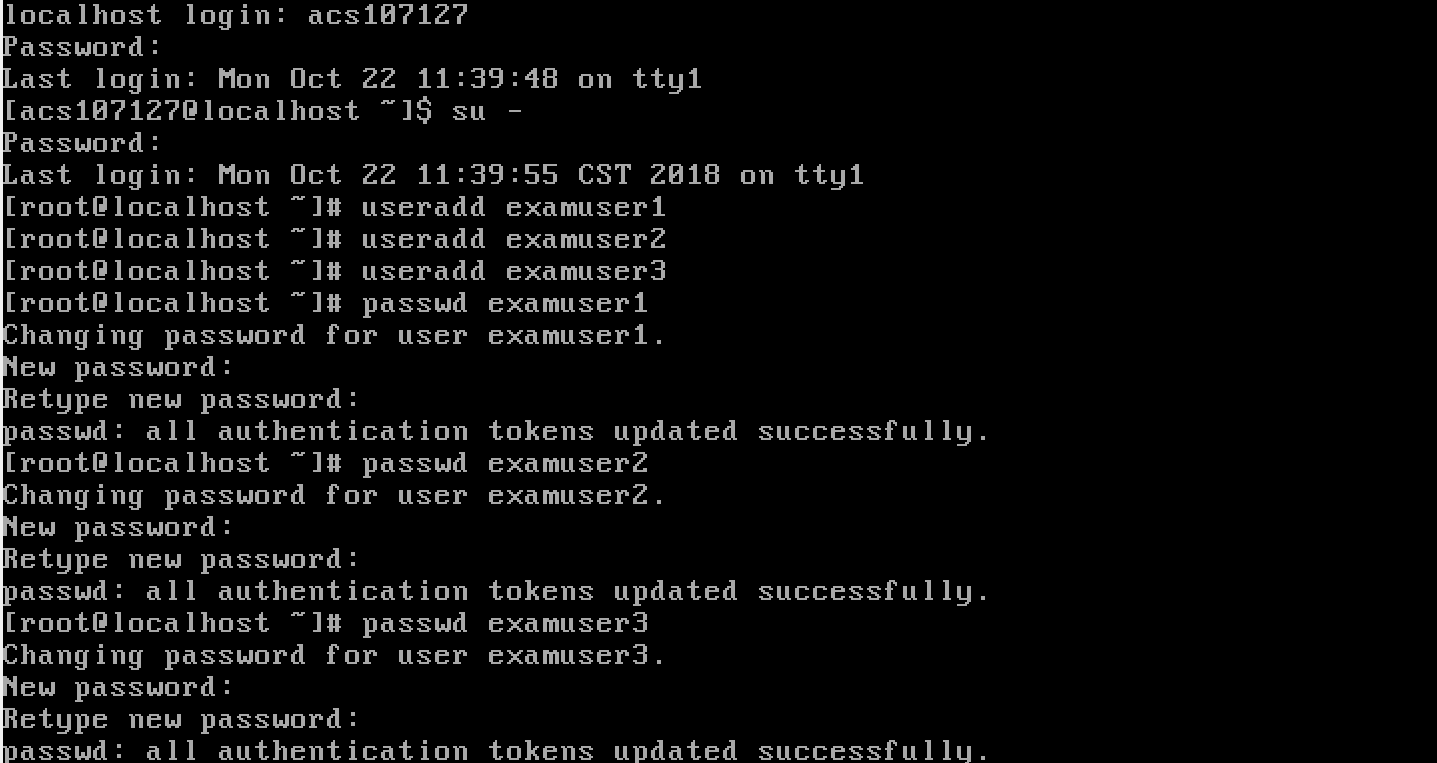 localhost login: acs107127
Password:
Last login: Mon Oct 22 11:39:48 on tty1
[acs107127@localhost ~]$ su -
Password:
Last login: Mon Oct 22 11:39:55 CST 2018 on tty1
[root@localhost ~]# useradd examuser1
[root@localhost ~]# useradd examuser2
[root@localhost ~]# useradd examuser3
[root@localhost ~]# passwd examuser1
Changing password for user examuser1.
New password:
Retype new password:
passwd: all authentication tokens updated successfully.
[root@localhost ~]# passwd examuser2
Changing password for user examuser2.
New password:
Retype new password:
passwd: all authentication tokens updated successfully.
[root@localhost ~]# passwd examuser3
Changing password for user examuser3.
New password:
Retype new password:
passwd: all authentication tokens updated successfully.